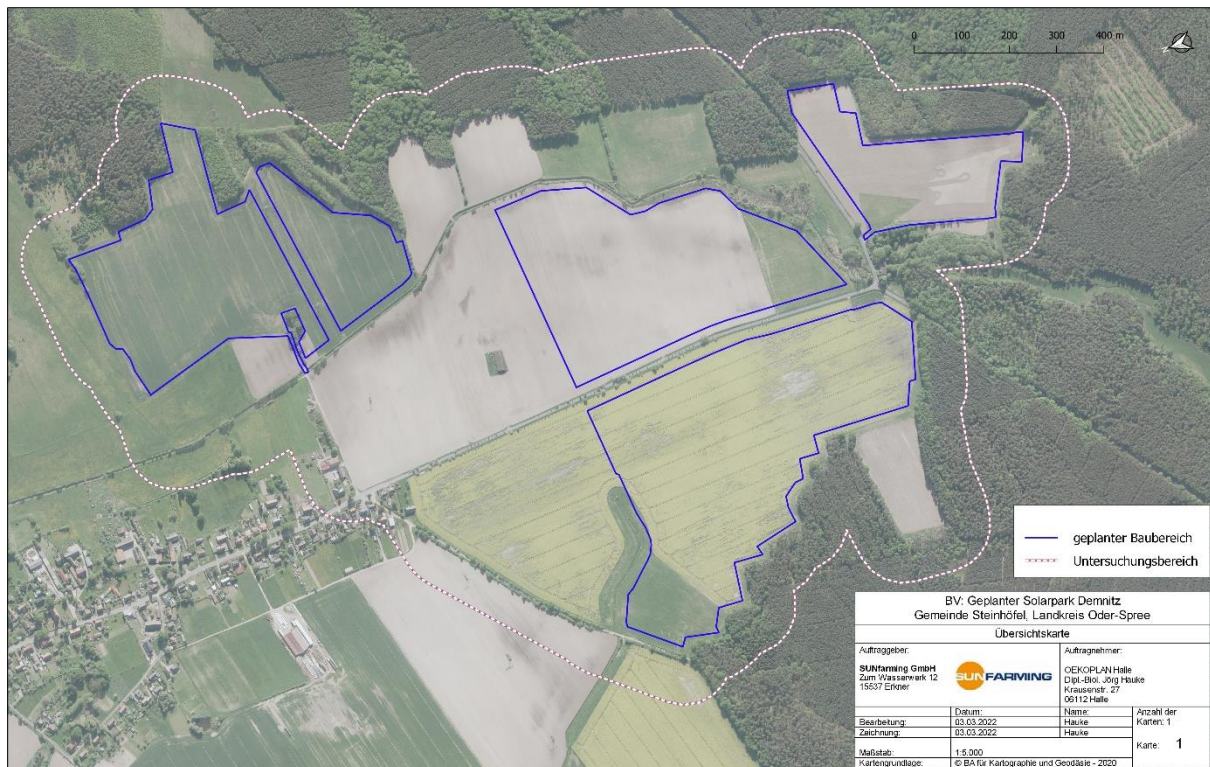 0 100 200 300 400 m
geplanter Baubereich
Untersuchungsbereich
BV: Geplanter Solarpark Demnitz
Gemeinde Steinhöfel, Landkreis Oder-Spree
Übersichtskarte
Auftraggeber:
SUNfarming GmbH
Zum Wasserwerk 12
15537 Erkner
SUNFARMING
Auftragnehmer:
OEKOPLAN Halle
Dipl.-Biol. Jörg Hauke
Krausenstr. 27
06112 Halle
Datum: Name: Anzahl der
Bearbeitung: 03.03.2022 Hauke Karten: 1
Zeichnung: 03.03.2022 Hauke
Karte: 1
Maßstab: 1:5.000
Kartengrundlage: © BA für Kartographie und Geodäsie - 2020